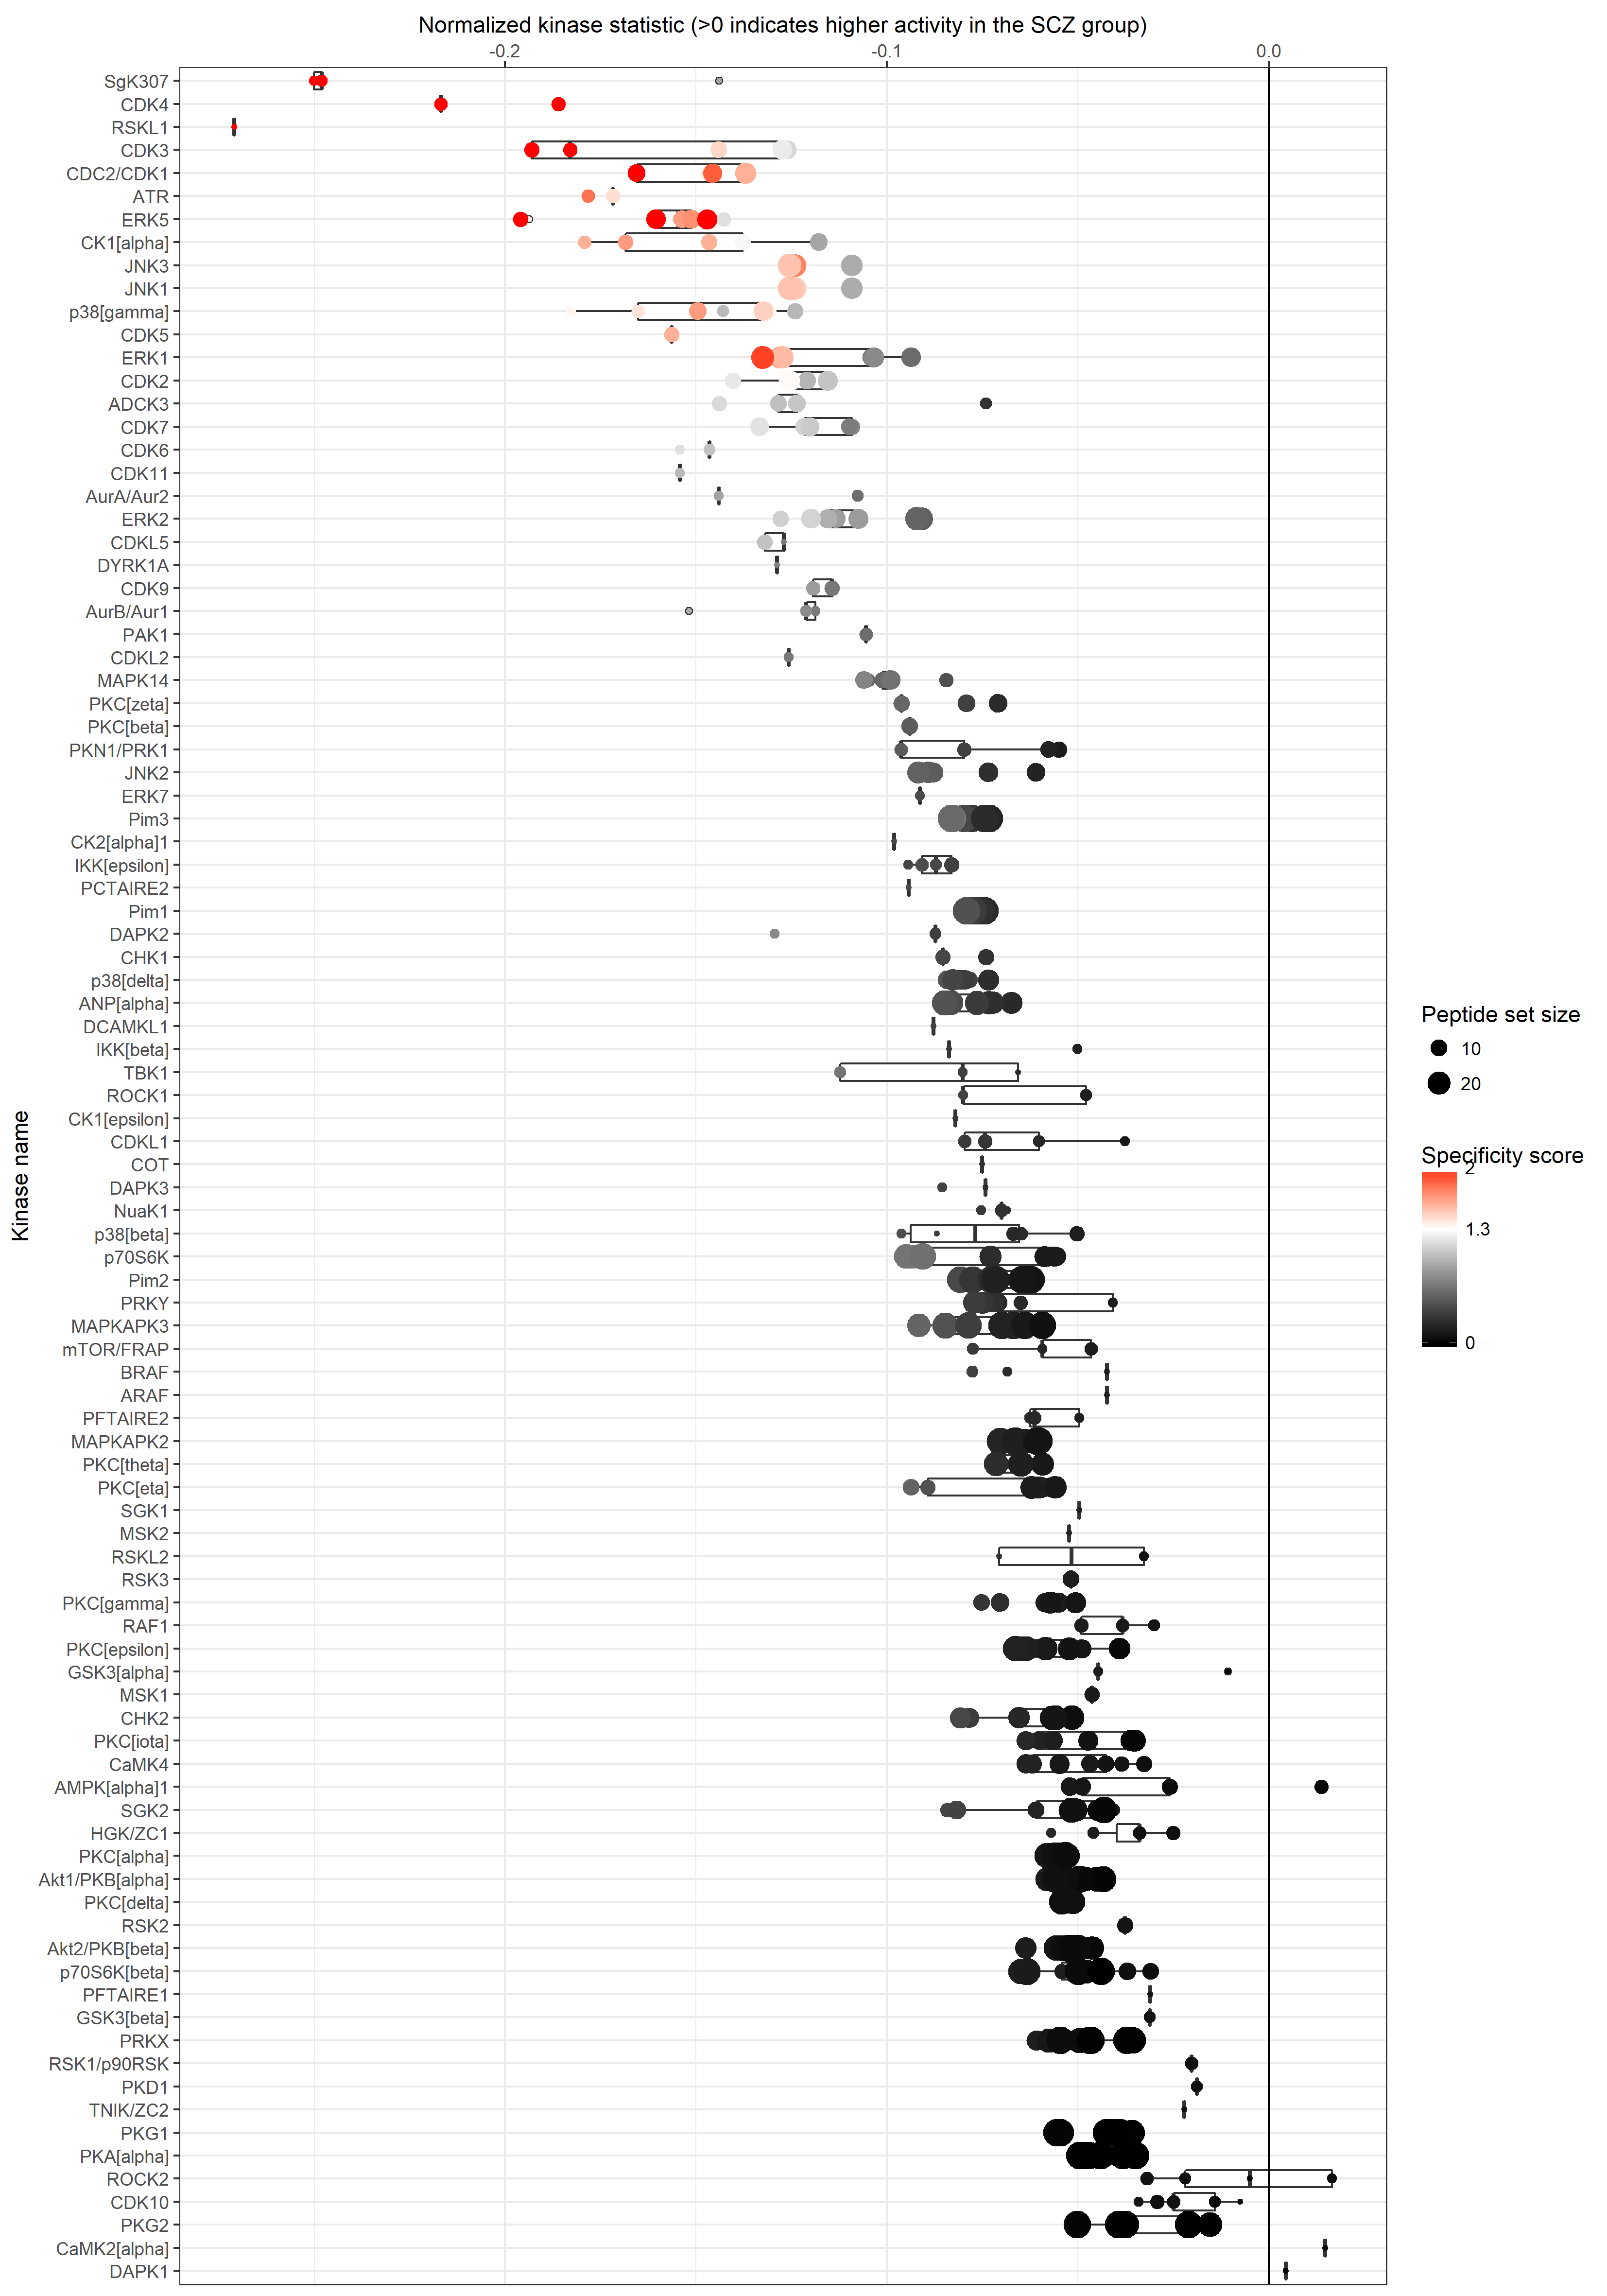 Normalized kinase statistic (>0 indicates higher activity in the SCZ group)
-0.2 -0.1 0.0
SgK307
CDK4
RSKL1
CDK3
CDC2/CDK1
ATR
ERK5
CK1[alpha]
JNK3
JNK1
p38[gamma]
CDK5
ERK1
CDK2
ADCK3
CDK7
CDK6
CDK11
AurA/Aur2
ERK2
CDKL5
DYRK1A
CDK9
AurB/Aur1
PAK1
CDKL2
MAPK14
PKC[zeta]
PKC[beta]
PKN1/PRK1
JNK2
ERK7
Pim3
CK2[alpha]1
IKK[epsilon]
PCTAIRE2
Pim1
DAPK2
CHK1
p38[delta]
ANP[alpha]
DCAMKL1
IKK[beta]
TBK1
ROCK1
CK1[epsilon]
CDKL1
COT
DAPK3
NuaK1
p38[beta]
p70S6K
Pim2
PRKY
MAPKAPK3
mTOR/FRAP
BRAF
ARAF
PFTAIRE2
MAPKAPK2
PKC[theta]
PKC[eta]
SGK1
MSK2
RSKL2
RSK3
PKC[gamma]
RAF1
PKC[epsilon]
GSK3[alpha]
MSK1
CHK2
PKC[iota]
CaMK4
AMPK[alpha]1
SGK2
HGK/ZC1
PKC[alpha]
Akt1/PKB[alpha]
PKC[delta]
RSK2
Akt2/PKB[beta]
p70S6K[beta]
PFTAIRE1
GSK3[beta]
PRKX
RSK1/p90RSK
PKD1
TNIK/ZC2
PKG1
PKA[alpha]
ROCK2
CDK10
PKG2
CaMK2[alpha]
DAPK1
Kinase name
Peptide set size
10
20
Specificity score
2
1.3
0